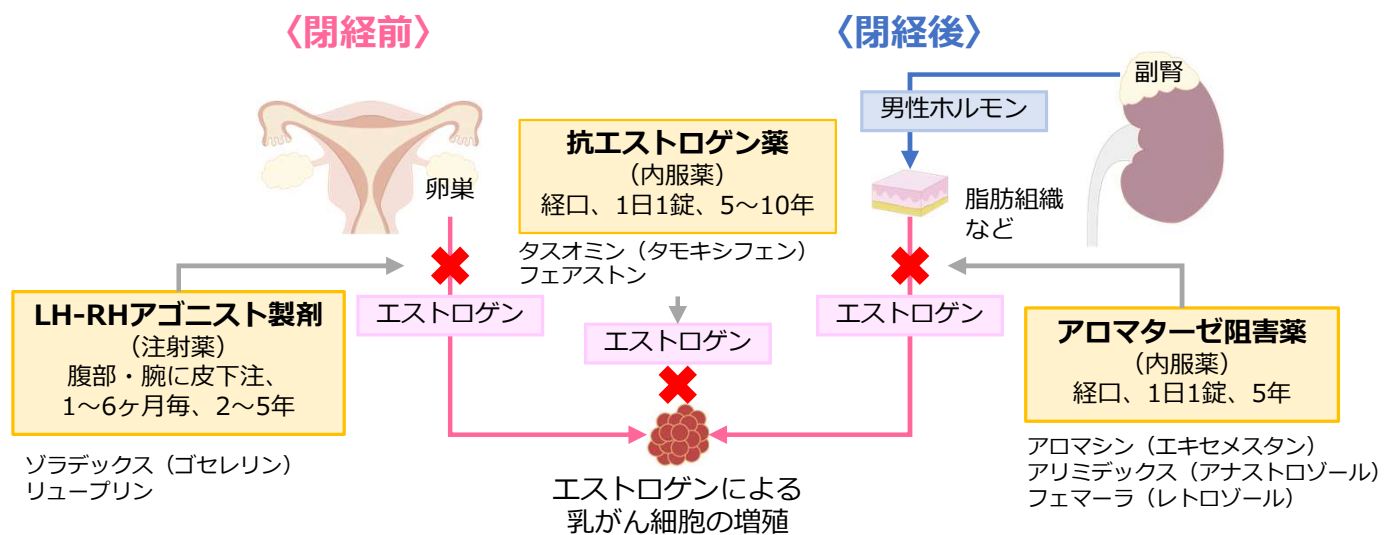 〈閉経前〉
〈閉経後〉
副腎
男性ホルモン
卵巣
抗エストロゲン薬
（内服薬）
経口、1日1錠、5～10年
タスオミン（タモキシフェン）
フェアストン
脂肪組織
など
LH-RHアゴニスト製剤
（注射薬）
腹部・腕に皮下注、
1～6ヶ月毎、2～5年
ゾラデックス（ゴセレリン）
リュープリン
エストロゲン
エストロゲン
エストロゲン
アロマターゼ阻害薬
（内服薬）
経口、1日1錠、5年
アロマシン（エキセメスタン）
アリミデックス（アナストロゾール）
フェマーラ（レトロゾール）
エストロゲンによる
乳がん細胞の増殖